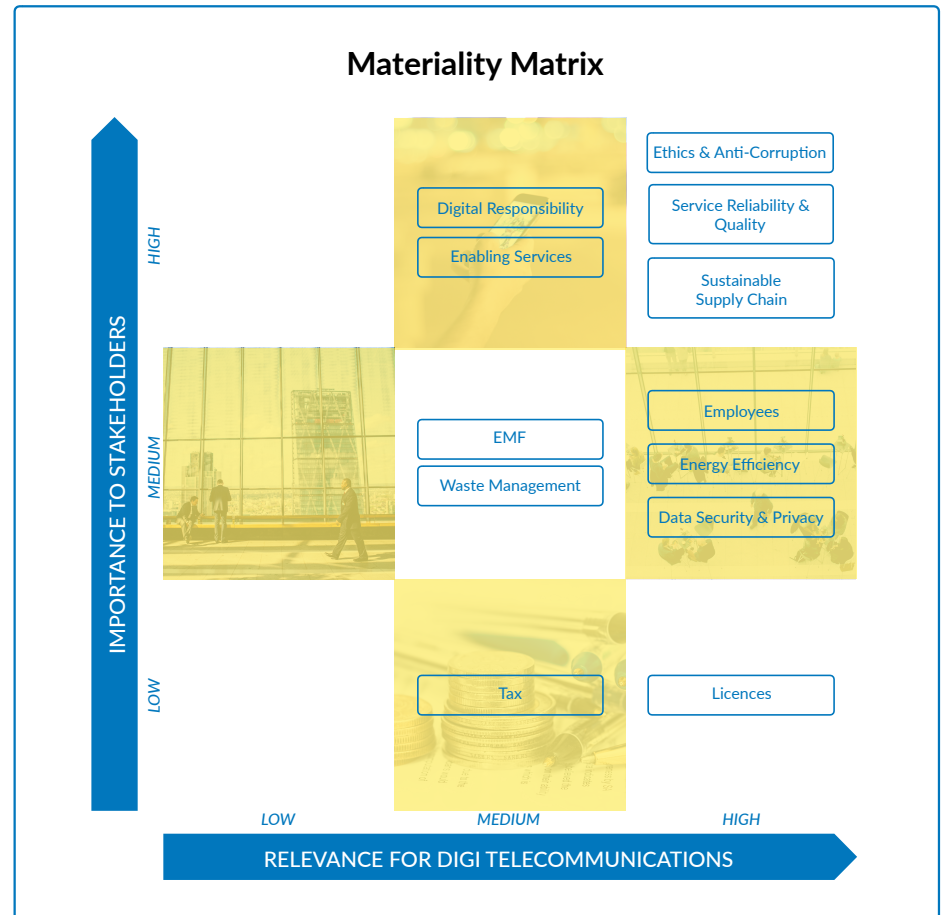 Materiality Matrix
Ethics & Anti-Corruption
Digital Responsibility
Service Reliability &
Quality
Enabling Services
Sustainable
Supply Chain
HIGH
Employees
EMF
Energy Efficiency
Waste Management
Data Security & Privacy
MEDIUM
IMPORTANCE TO STAKEHOLDERS
Tax
Licences
LOW
LOW
MEDIUM
HIGH
RELEVANCE FOR DIGI TELECOMMUNICATIONS